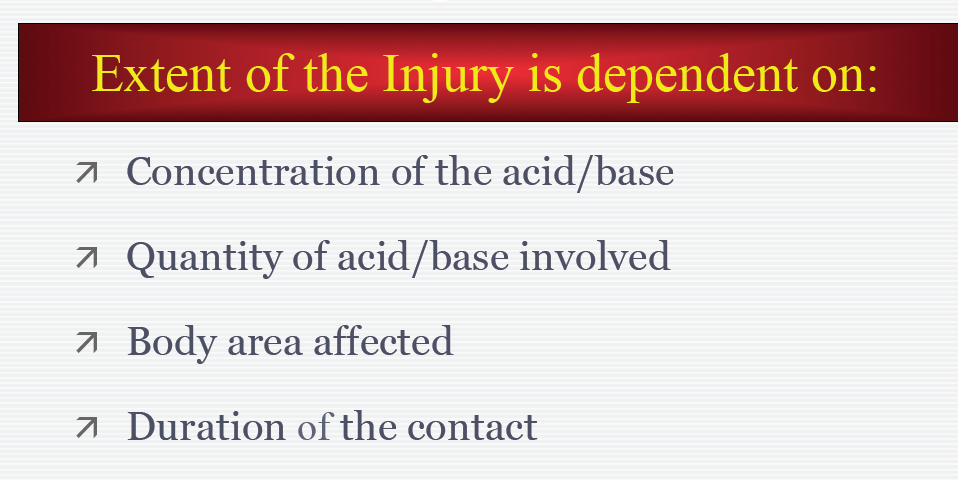 Extent of the Injury is dependent on:
Concentration of the acid/base
Quantity of acid/base involved
Body area affected
Duration of the contact